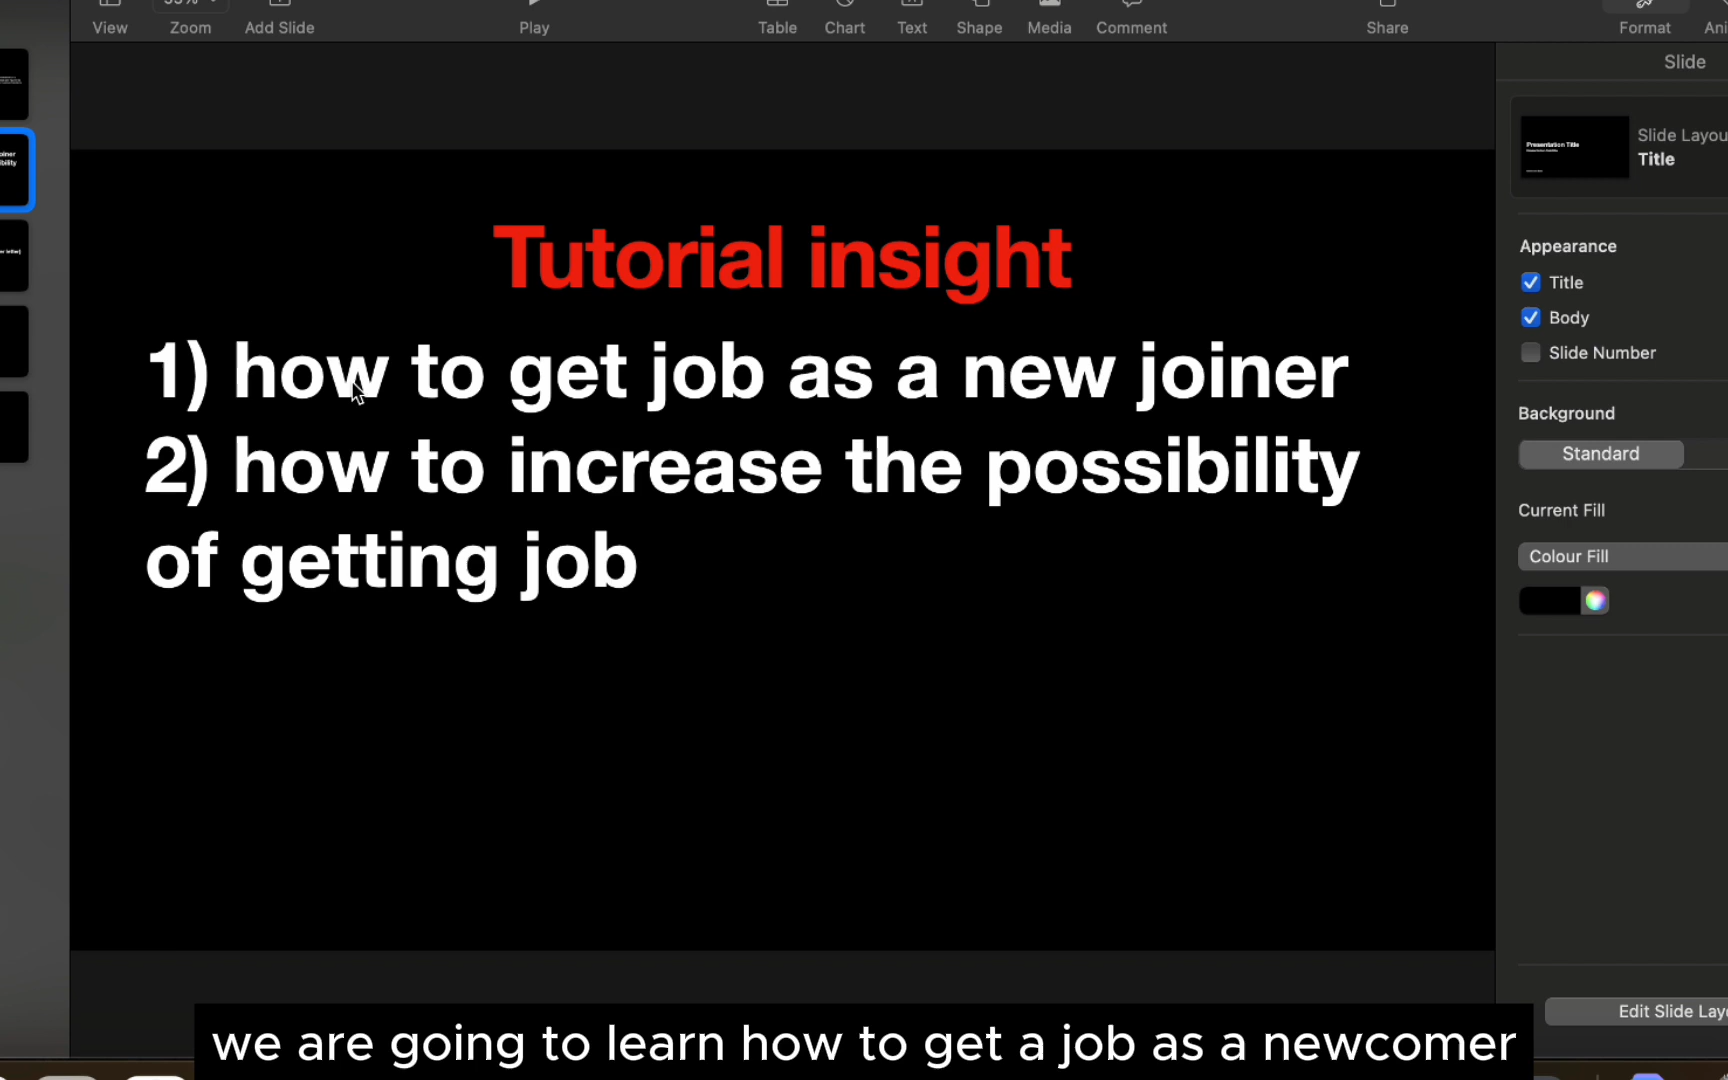 View
Zoom
Add Slide
Play
Table
Chart
Text
Shape
Media
Comment
Share
Format
Slide
Presentation Title
Title
Appearance
Title
Body
Slide Number
Background
Standard
Current Fill
Colour Fill
Edit Slide
Tutorial insight
1) how to get job as a new joiner
2) how to increase the possibility
of getting job
we are going to learn how to get a job as a newcomer